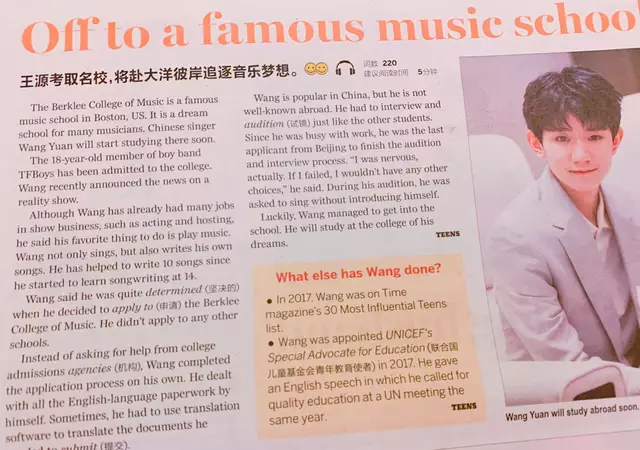 Off to a famous music school
王源考取名校,将赴大洋彼岸追逐音乐梦想。
词数 220
建议阅读时间 5分钟
The Berklee College of Music is a famous
music school in Boston, US. It is a dream
school for many musicians. Chinese singer
Wang Yuan will start studying there soon.
The 18-year-old member of boy band
TFBoys has been admitted to the college,
Wang recently announced the news on a
reality show.
Although Wang has already had many jobs
in show business, such as acting and hosting,
he said his favorite thing to do is play music.
Wang not only sings, but also writes his own
songs. He has helped to write 10 songs since
he started to learn songwriting at 14.
Wang said he was quite determined (坚决的)
when he decided to apply to (申请) the Berklee
College of Music. He didn't apply to any other
schools.
Instead of asking for help from college
admissions agencies (机构), Wang completed
the application process on his own. He dealt
with all the English-language paperwork by
himself. Sometimes, he had to use translation
software to translate the documents he
submit (提交).
Wang is popular in China, but he is not
well-known abroad. He had to interview and
audition (试镜) just like the other students.
Since he was busy with work, he was the last
applicant from Beijing to finish the audition
and interview process. “I was nervous,
actually. If I failed, I wouldn't have any other
choices,” he said. During his audition, he was
asked to sing without introducing himself.
Luckily, Wang managed to get into the
school. He will study at the college of his
dreams.
TEENS
What else has Wang done?
● In 2017, Wang was on Time
magazine's 30 Most Influential Teens
list.
● Wang was appointed UNICEF's
Special Advocate for Education (联合国
儿童基金会青年教育使者) in 2017. He gave
an English speech in which he called for
quality education at a UN meeting the
same year.
TEENS
Wang Yuan will study abroad soon.